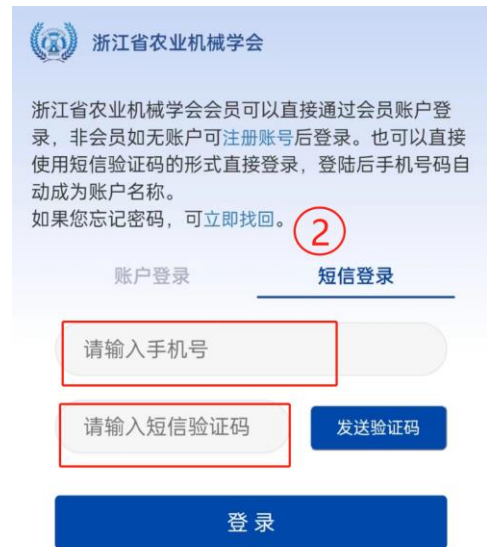 浙江省农业机械学会
浙江省农业机械学会会员可以直接通过会员账户登
录，非会员如无账户可注册账号后登录。也可以直接
使用短信验证码的形式直接登录，登陆后手机号码自
动成为账户名称。
如果您忘记密码，可立即找回。
②
账户登录 短信登录
请输入手机号
请输入短信验证码 发送验证码
登 录